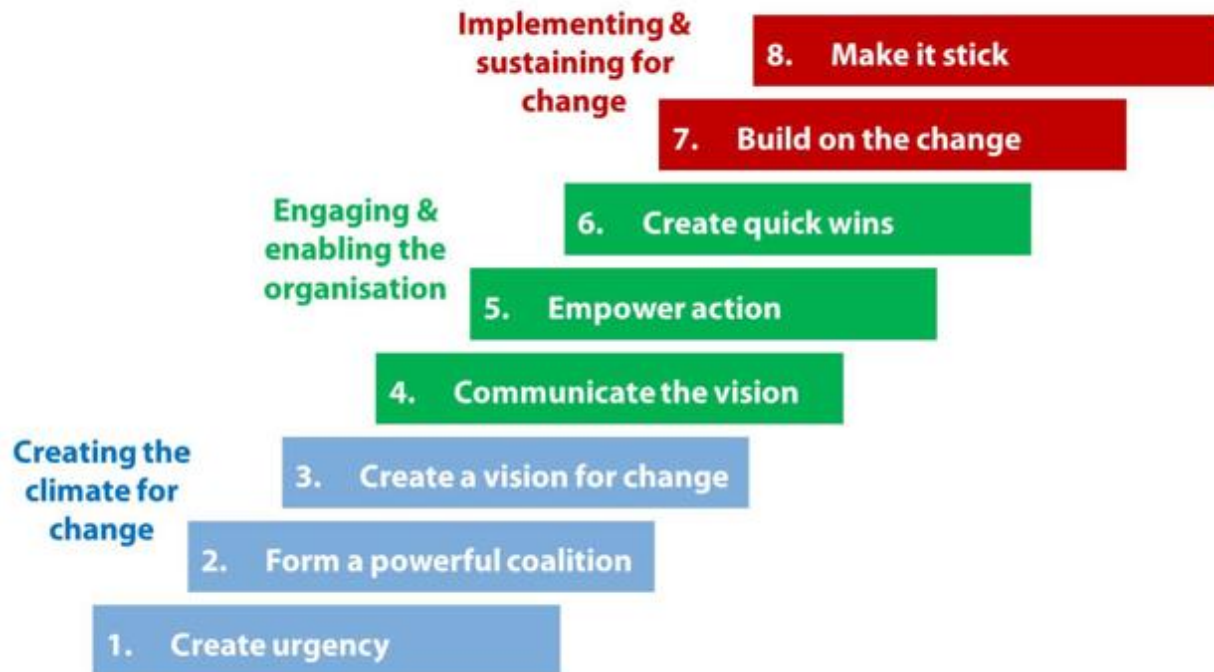 Implementing &
sustaining for
change
8. Make it stick
7. Build on the change
Engaging &
enabling the
organisation
6. Create quick wins
5. Empower action
4. Communicate the vision
Creating the
climate for
change
3. Create a vision for change
2. Form a powerful coalition
1. Create urgency